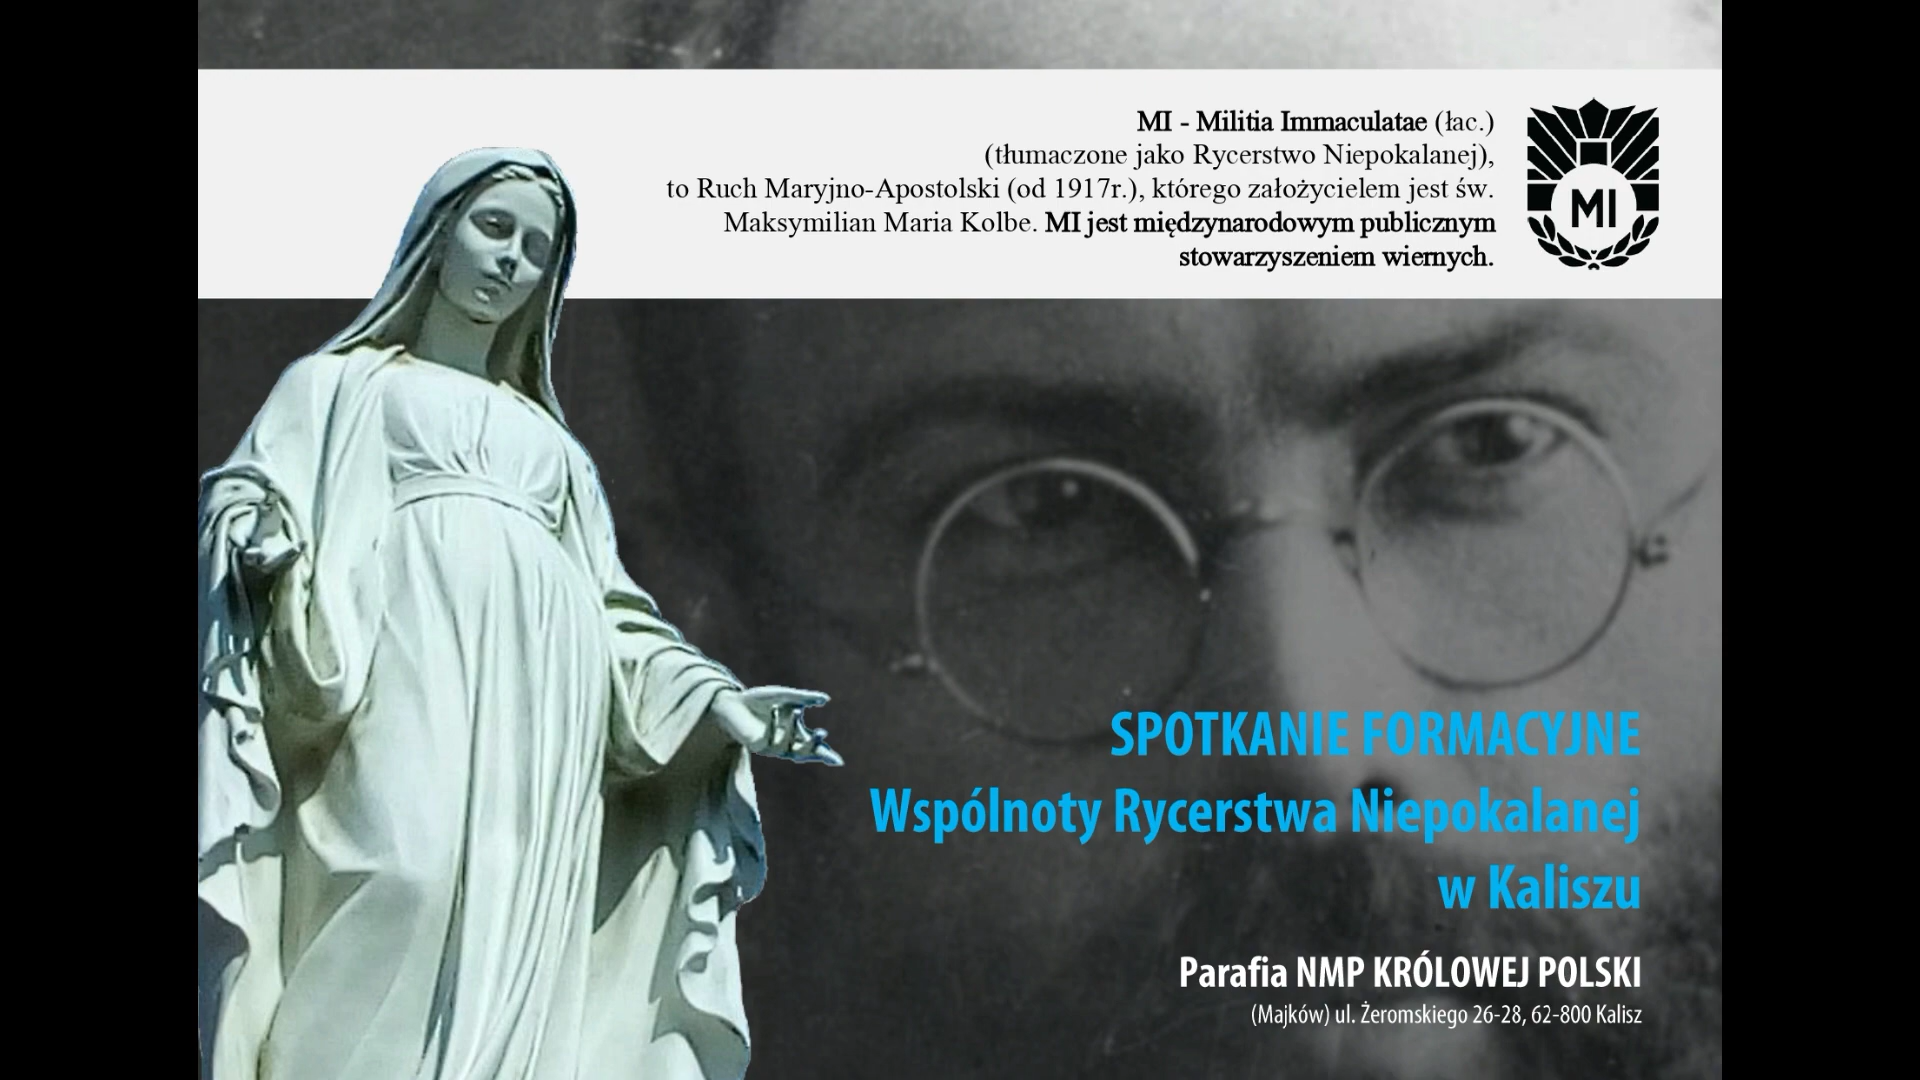 MI - Militia Immaculatae (łac.)
(tłumaczone jako Rycerstwo Niepokalanej),
to Ruch Maryjno-Apostolski (od 1917r.), którego założycielem jest św.
Maksymilian Maria Kolbe. MI jest międzynarodowym publicznym
stowarzyszeniem wiernych.
MI
SPOTKANIE FORMACYJNE
Wspólnoty Rycerstwa Niepokalanej
w Kaliszu
Parafia NMP KRÓLOWEJ POLSKI
(Majków) ul. Żeromskiego 26-28, 62-800 Kalisz